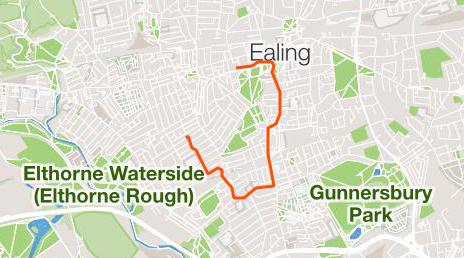 Ealing
Elthorne Waterside
(Elthorne Rough)
Gunnersbury
Park